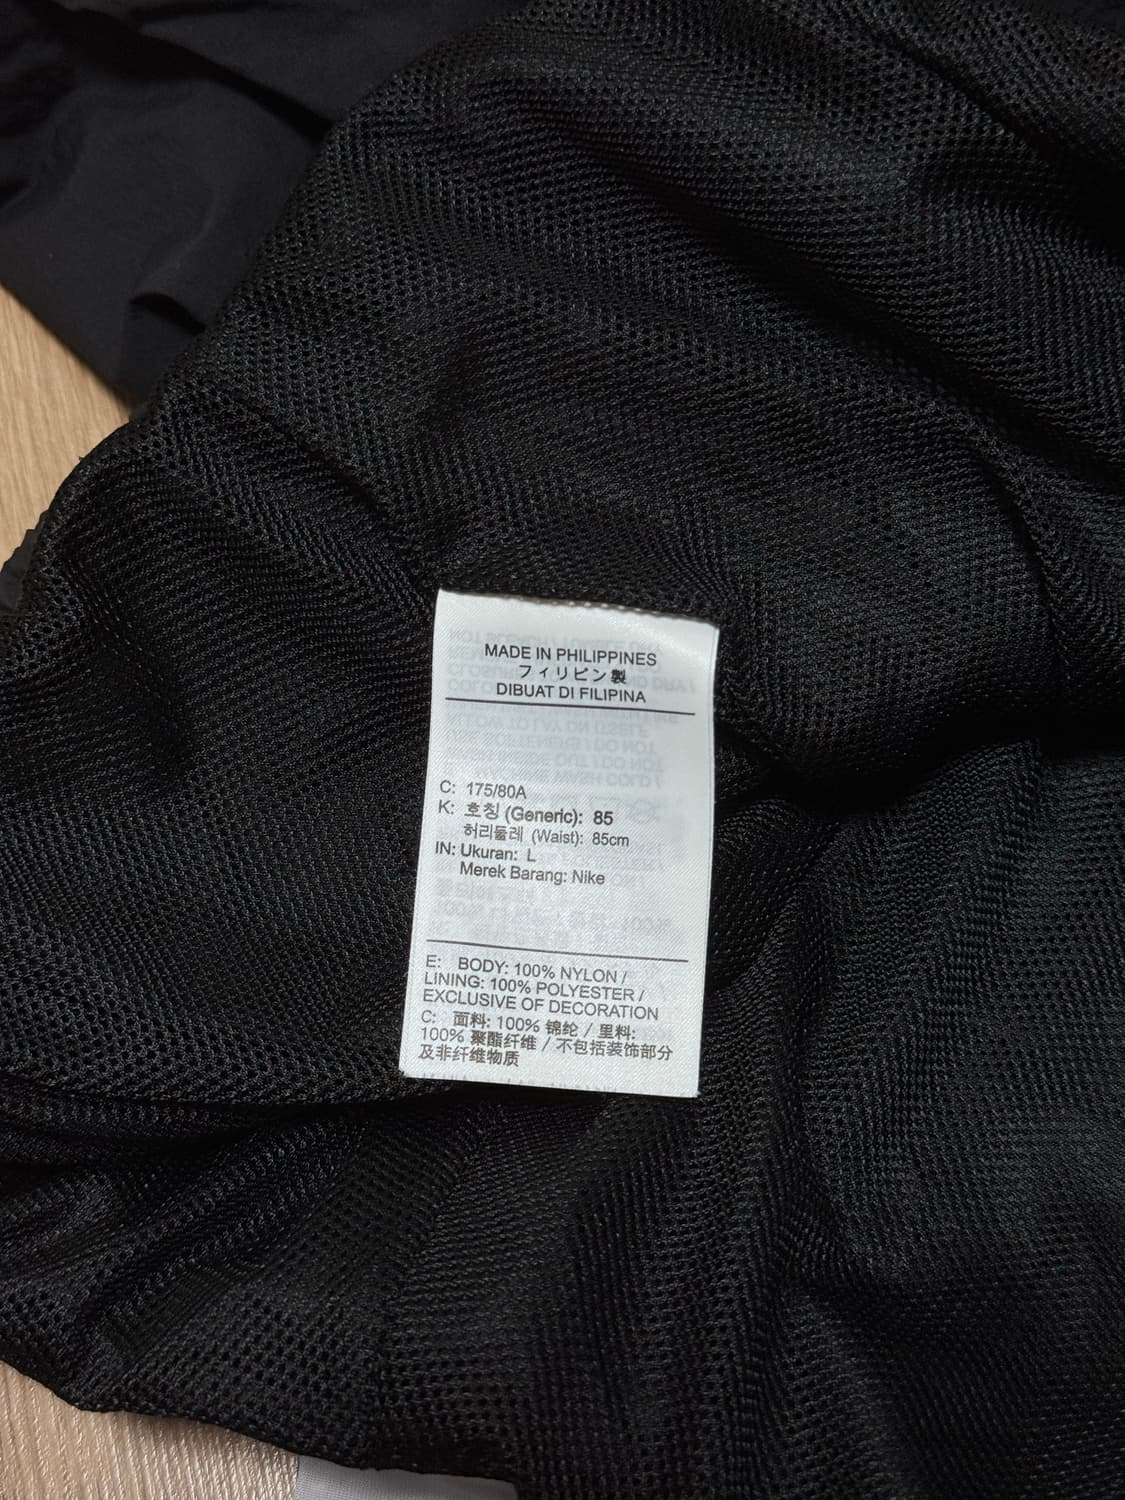 MADE IN PHILIPPINES
フィリピン製
DIBUAT DI FILIPINA
C: 175/80A
K: 호칭 (Generic): 85
허리둘레 (Waist): 85cm
IN: Ukuran: L
Merek Barang: Nike
E: BODY: 100% NYLON /
LINING: 100% POLYESTER /
EXCLUSIVE OF DECORATION
C: 面料: 100% 锦纶 / 里料:
100% 聚酯纤维 / 不包括装饰部分
及非纤维物质